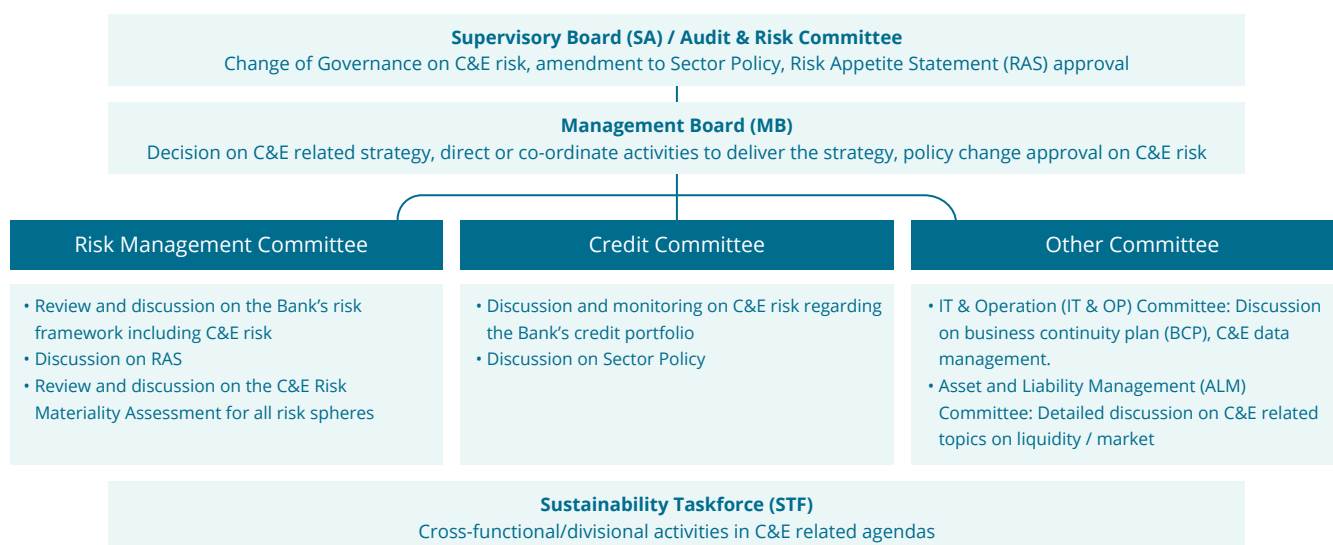 Supervisory Board (SA) / Audit & Risk Committee
Change of Governance on C&E risk, amendment to Sector Policy, Risk Appetite Statement (RAS) approval
Management Board (MB)
Decision on C&E related strategy, direct or co-ordinate activities to deliver the strategy, policy change approval on C&E risk
Risk Management Committee
• Review and discussion on the Bank's risk
framework including C&E risk
• Discussion on RAS
• Review and discussion on the C&E Risk
Materiality Assessment for all risk spheres
Credit Committee
• Discussion and monitoring on C&E risk regarding
the Bank's credit portfolio
• Discussion on Sector Policy
Other Committee
• IT & Operation (IT & OP) Committee: Discussion
on business continuity plan (BCP), C&E data
management.
• Asset and Liability Management (ALM)
Committee: Detailed discussion on C&E related
topics on liquidity / market
Sustainability Taskforce (STF)
Cross-functional/divisional activities in C&E related agendas